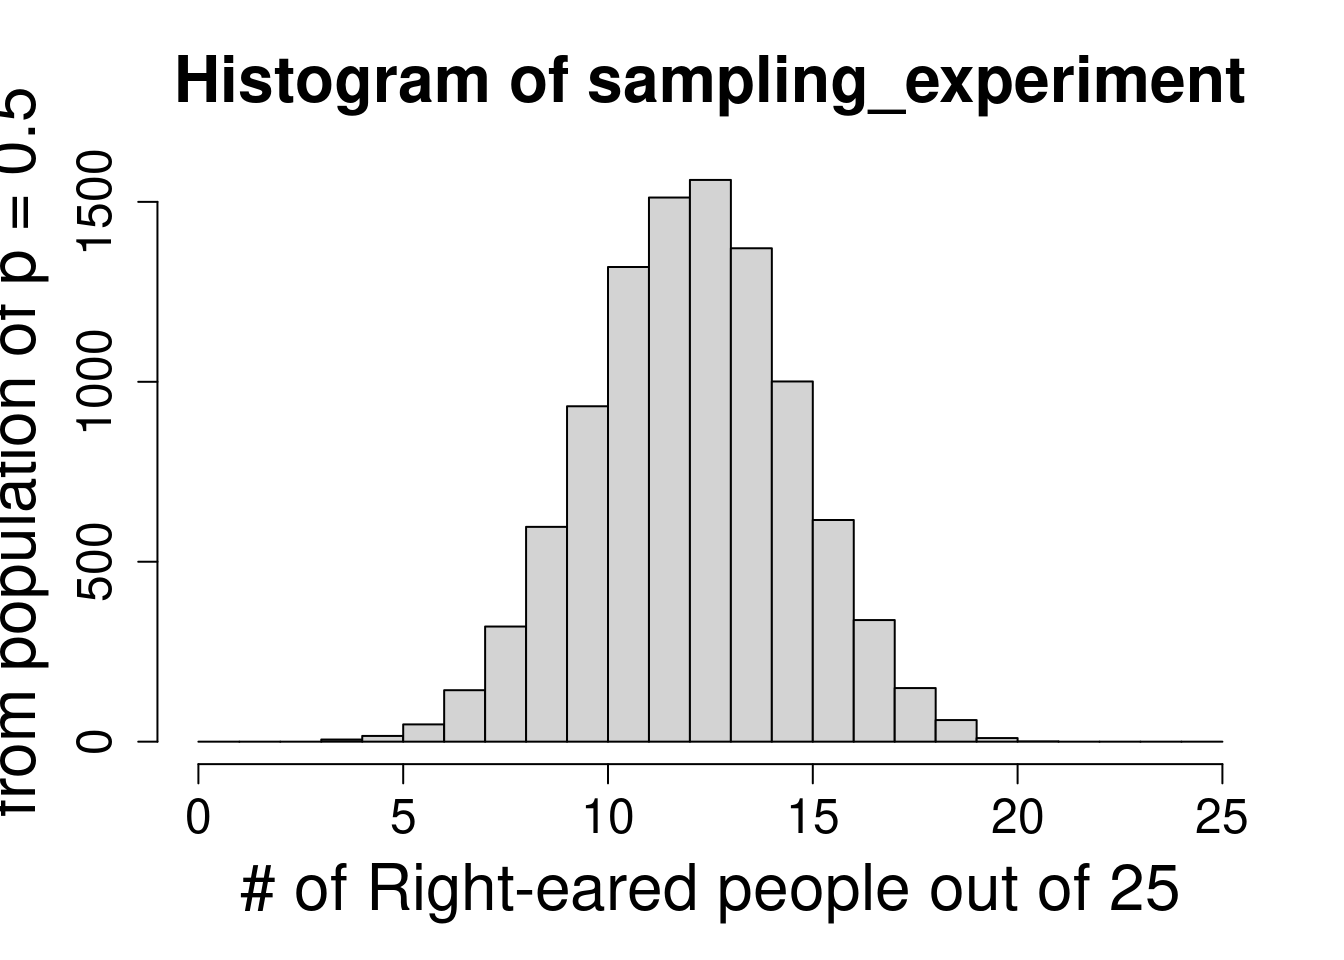 Histogram of sampling_experiment
from population of p = 0.5
1500
1000
500
0
0 5 10 15 20 25
# of Right-eared people out of 25